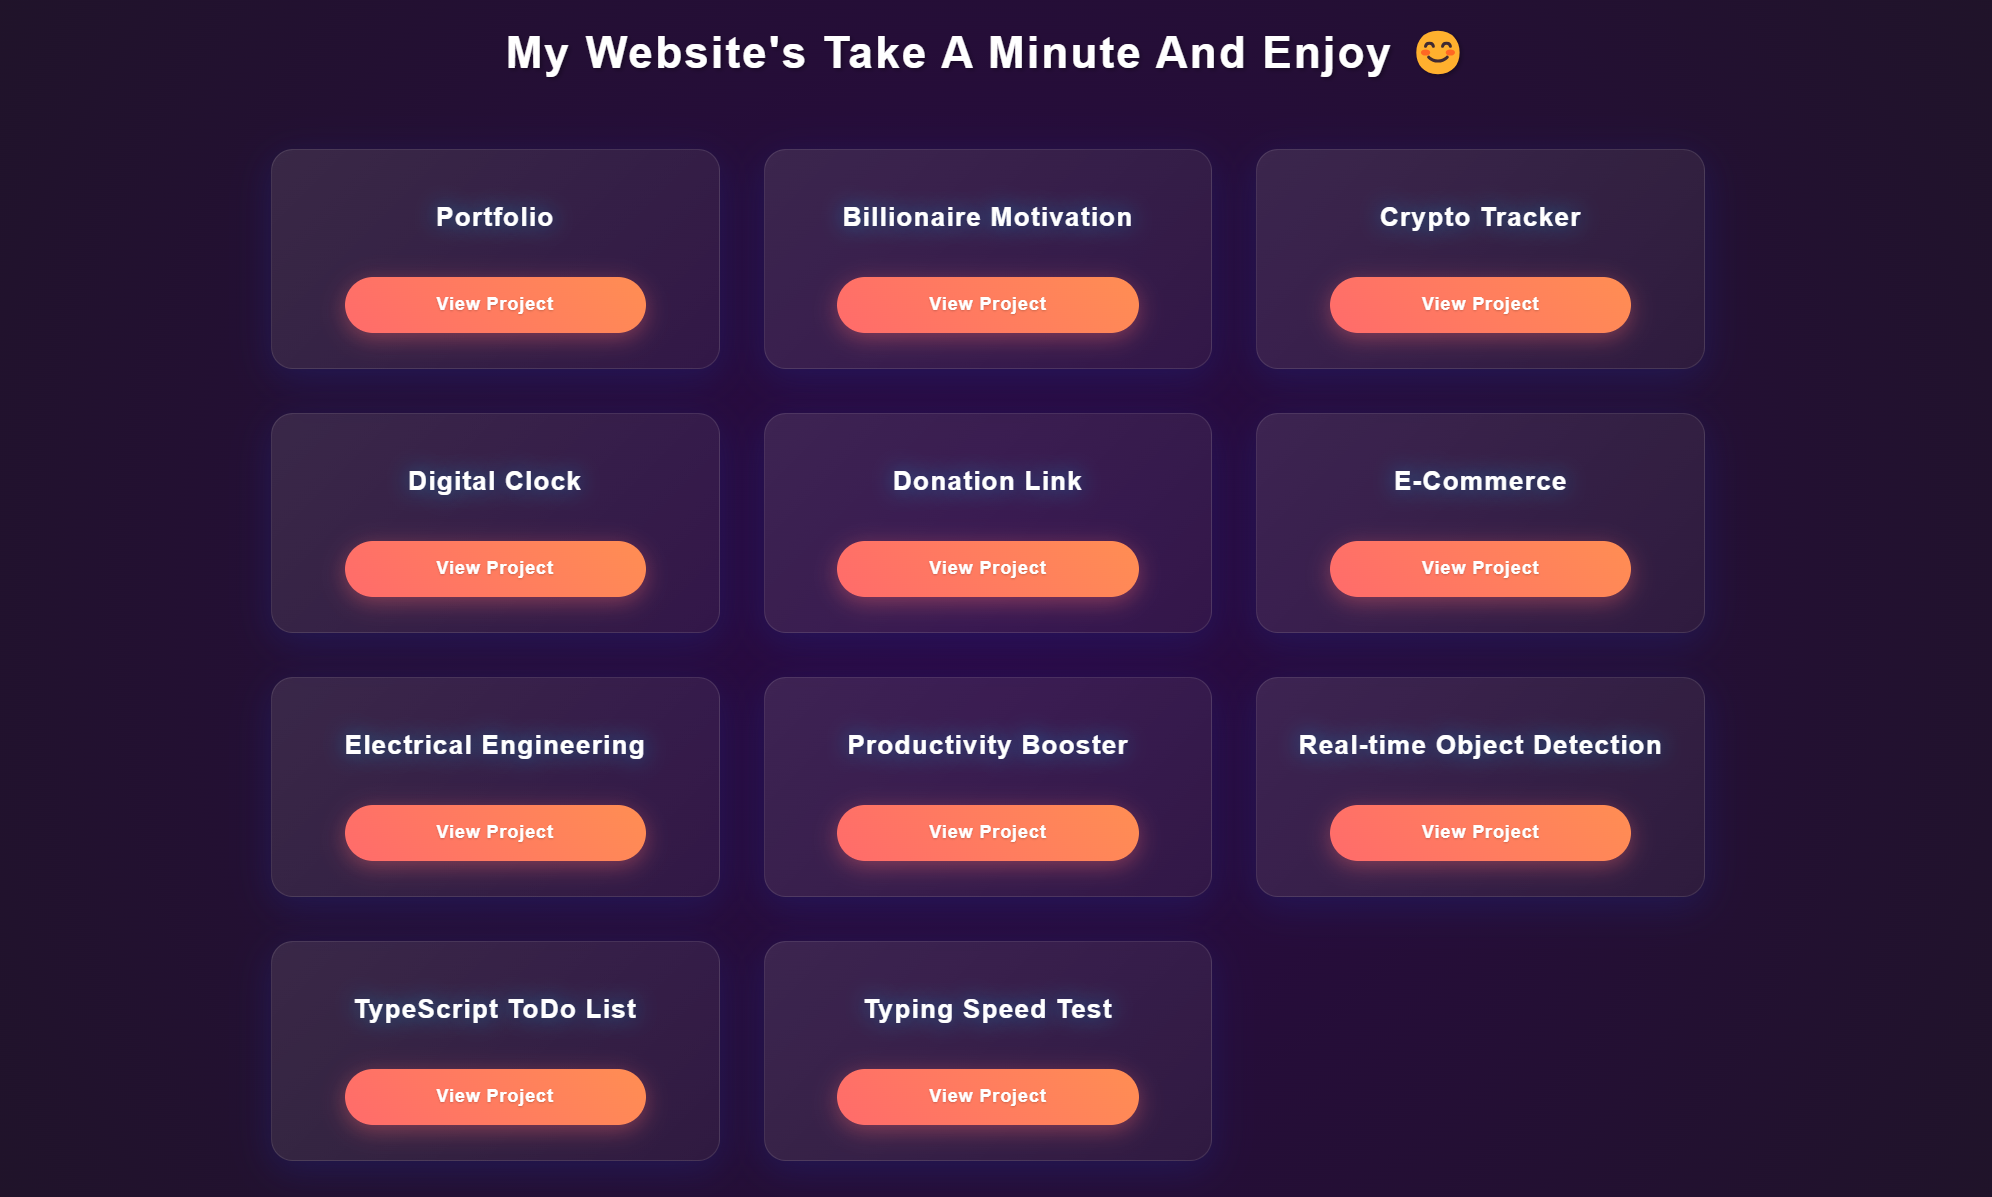 My Website's Take A Minute And Enjoy 😊
Portfolio
View Project
Billionaire Motivation
View Project
Crypto Tracker
View Project
Digital Clock
View Project
Donation Link
View Project
E-Commerce
View Project
Electrical Engineering
View Project
Productivity Booster
View Project
Real-time Object Detection
View Project
TypeScript ToDo List
View Project
Typing Speed Test
View Project